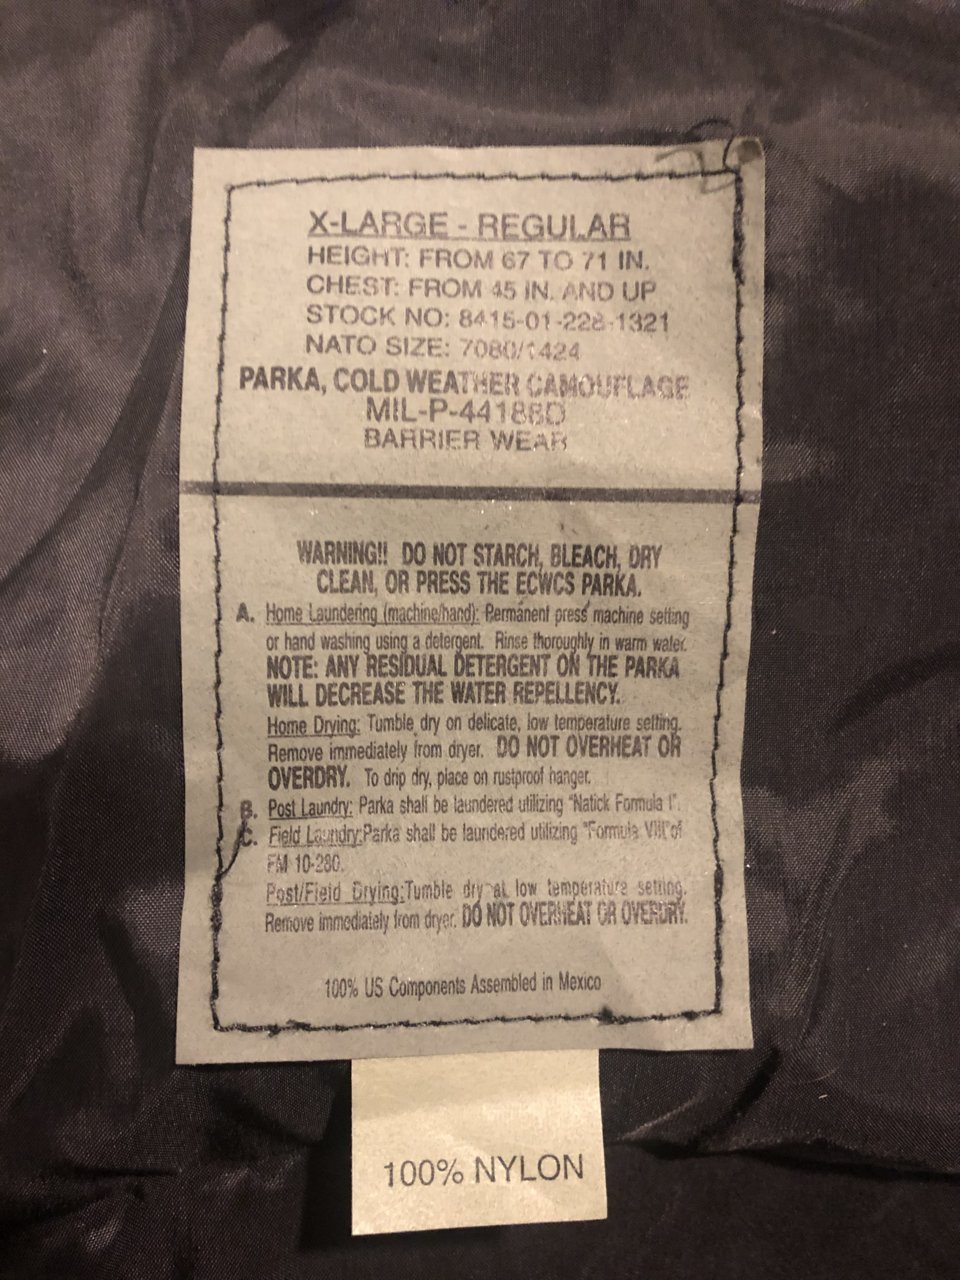 X-LARGE - REGULAR
HEIGHT: FROM 67 TO 71 IN.
CHEST: FROM 45 IN. AND UP
STOCK NO: 8415-01-228-1321
NATO SIZE: 7080/1424
PARKA, COLD WEATHER CAMOUFLAGE
MIL-P-44188D
BARRIER WEAR
WARNING!! DO NOT STARCH, BLEACH, DRY
CLEAN, OR PRESS THE ECWCS PARKA.
A. Home Laundering (machine/hand): Permanent press machine setting
or hand washing using a detergent. Rinse thoroughly in warm water.
NOTE: ANY RESIDUAL DETERGENT ON THE PARKA
WILL DECREASE THE WATER REPELLENCY.
Home Drying: Tumble dry on delicate, low temperature setting.
Remove immediately from dryer. DO NOT OVERHEAT OR
OVERDRY. To drip dry, place on rustproof hanger.
B. Post Laundry: Parka shall be laundered utilizing "Natick Formula I".
C. Field Laundry:Parka shall be laundered utilizing "Formula VIII"of
FM 10-280.
Post/Field Drying:Tumble dry at low temperature setting.
Remove immediately from dryer. DO NOT OVERHEAT OR OVERDRY.
100% US Components Assembled in Mexico
100% NYLON